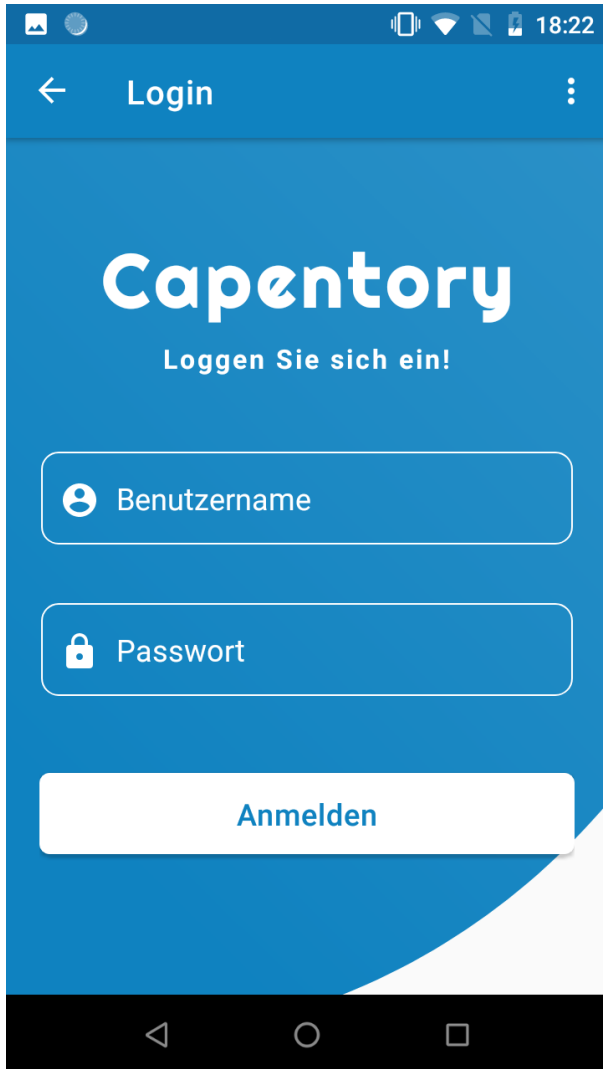 18:22
Login
Capentory
Loggen Sie sich ein!
Benutzername
Passwort
Anmelden